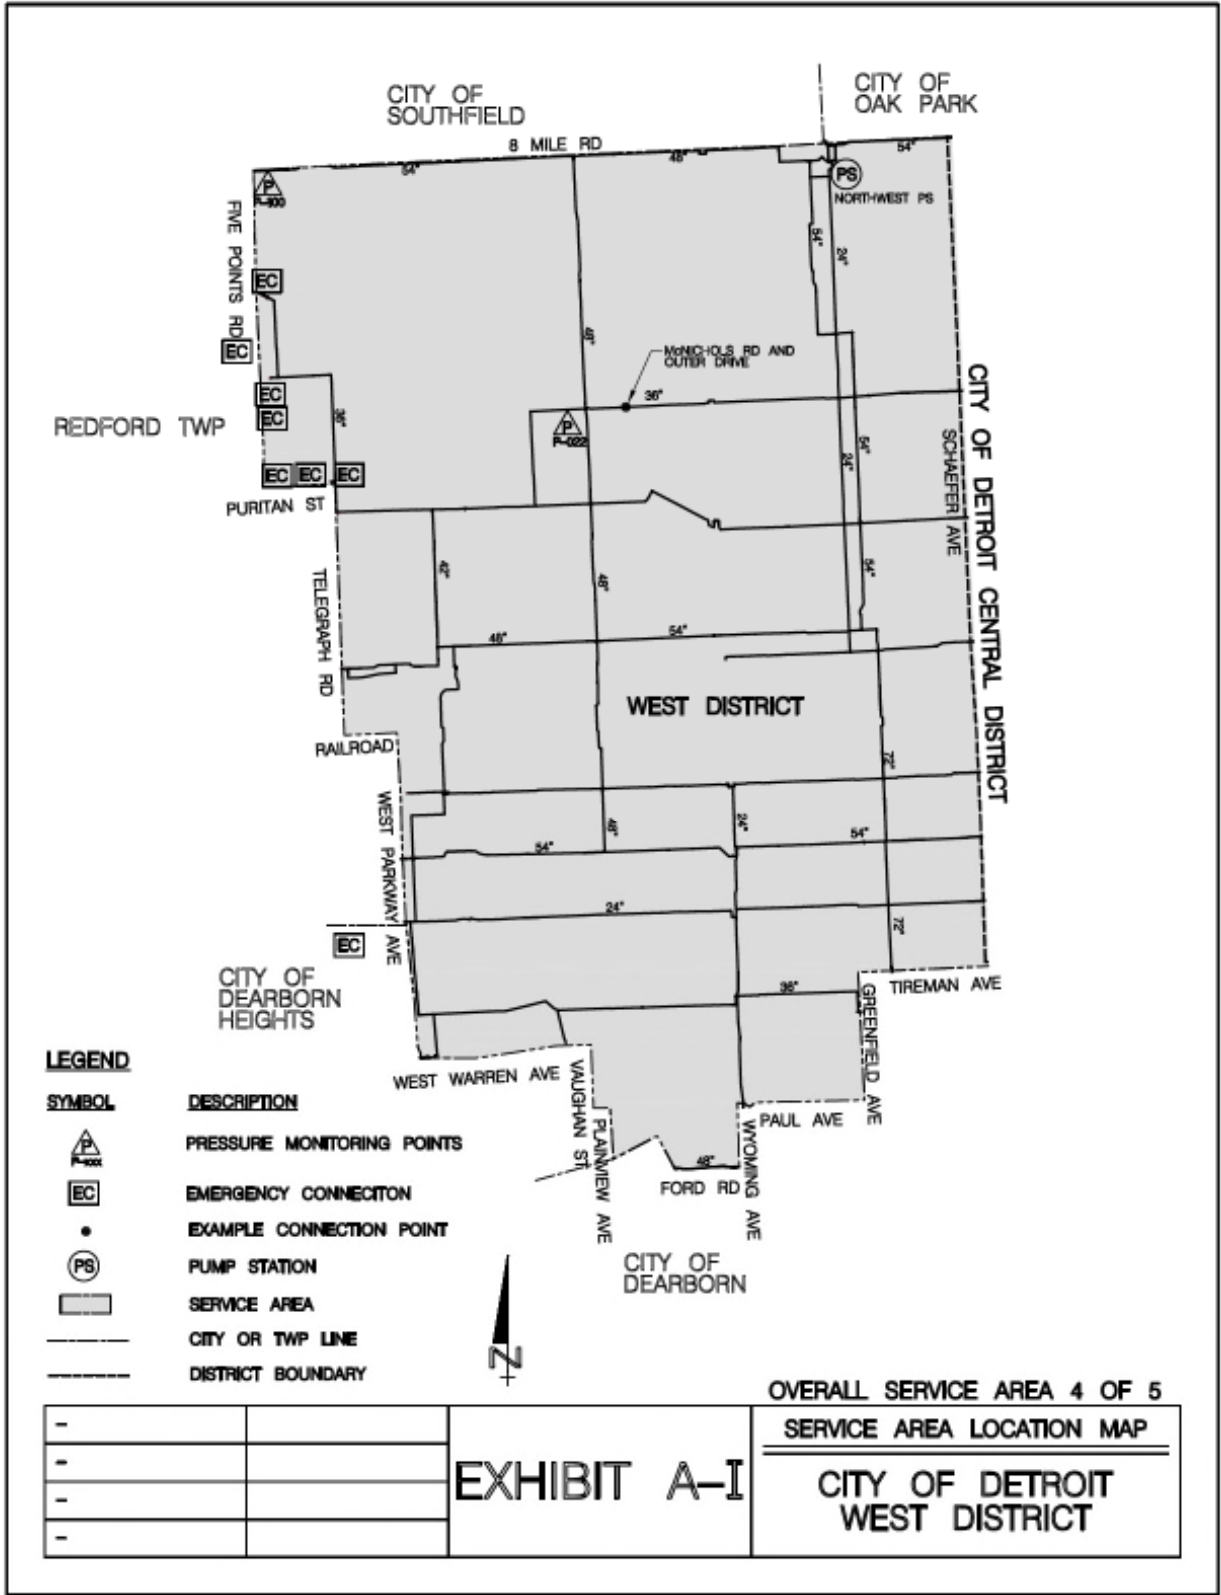 CITY OF
SOUTHFIELD
CITY OF
OAK PARK
8 MILE RD
54"
48"
54"
P
P-100
PS
NORTHWEST PS
FIVE POINTS RD
54"
24"
EC
EC
48"
McNICHOLS RD AND
OUTER DRIVE
EC
EC
36"
36"
P
P-022
REDFORD TWP
CITY OF DETROIT CENTRAL DISTRICT
SCHAEFER AVE
54"
24"
EC
EC
EC
PURITAN ST
TELEGRAPH RD
42"
48"
54"
48"
54"
WEST DISTRICT
RAILROAD
72"
WEST PARKWAY AVE
48"
24"
54"
54"
24"
72"
EC
CITY OF
DEARBORN
HEIGHTS
36"
TIREMAN AVE
GREENFIELD AVE
WEST WARREN AVE
VAUGHAN ST
PLAINVIEW AVE
PAUL AVE
WYOMING AVE
48"
FORD RD
CITY OF
DEARBORN
LEGEND
SYMBOL DESCRIPTION
P
P-XXX
PRESSURE MONITORING POINTS
EC EMERGENCY CONNECITON
EXAMPLE CONNECTION POINT
PS PUMP STATION
SERVICE AREA
CITY OR TWP LINE
DISTRICT BOUNDARY
N
OVERALL SERVICE AREA 4 OF 5
-
-
-
-
EXHIBIT A-I
SERVICE AREA LOCATION MAP
CITY OF DETROIT
WEST DISTRICT